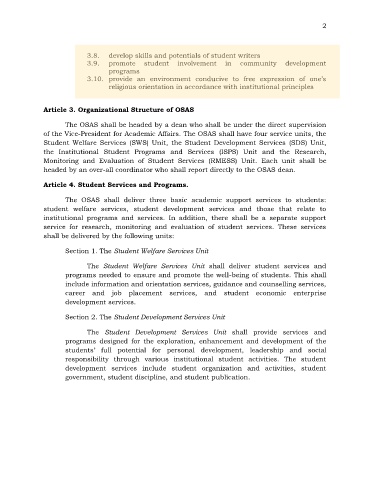 2
3.8. develop skills and potentials of student writers
3.9. promote student involvement in community development
programs
3.10. provide an environment conducive to free expression of one's
religious orientation in accordance with institutional principles
Article 3. Organizational Structure of OSAS
The OSAS shall be headed by a dean who shall be under the direct supervision
of the Vice-President for Academic Affairs. The OSAS shall have four service units, the
Student Welfare Services (SWS) Unit, the Student Development Services (SDS) Unit,
the Institutional Student Programs and Services (ISPS) Unit and the Research,
Monitoring and Evaluation of Student Services (RMESS) Unit. Each unit shall be
headed by an over-all coordinator who shall report directly to the OSAS dean.
Article 4. Student Services and Programs.
The OSAS shall deliver three basic academic support services to students:
student welfare services, student development services and those that relate to
institutional programs and services. In addition, there shall be a separate support
service for research, monitoring and evaluation of student services. These services
shall be delivered by the following units:
Section 1. The Student Welfare Services Unit
The Student Welfare Services Unit shall deliver student services and
programs needed to ensure and promote the well-being of students. This shall
include information and orientation services, guidance and counselling services,
career and job placement services, and student economic enterprise
development services.
Section 2. The Student Development Services Unit
The Student Development Services Unit shall provide services and
programs designed for the exploration, enhancement and development of the
students' full potential for personal development, leadership and social
responsibility through various institutional student activities. The student
development services include student organization and activities, student
government, student discipline, and student publication.